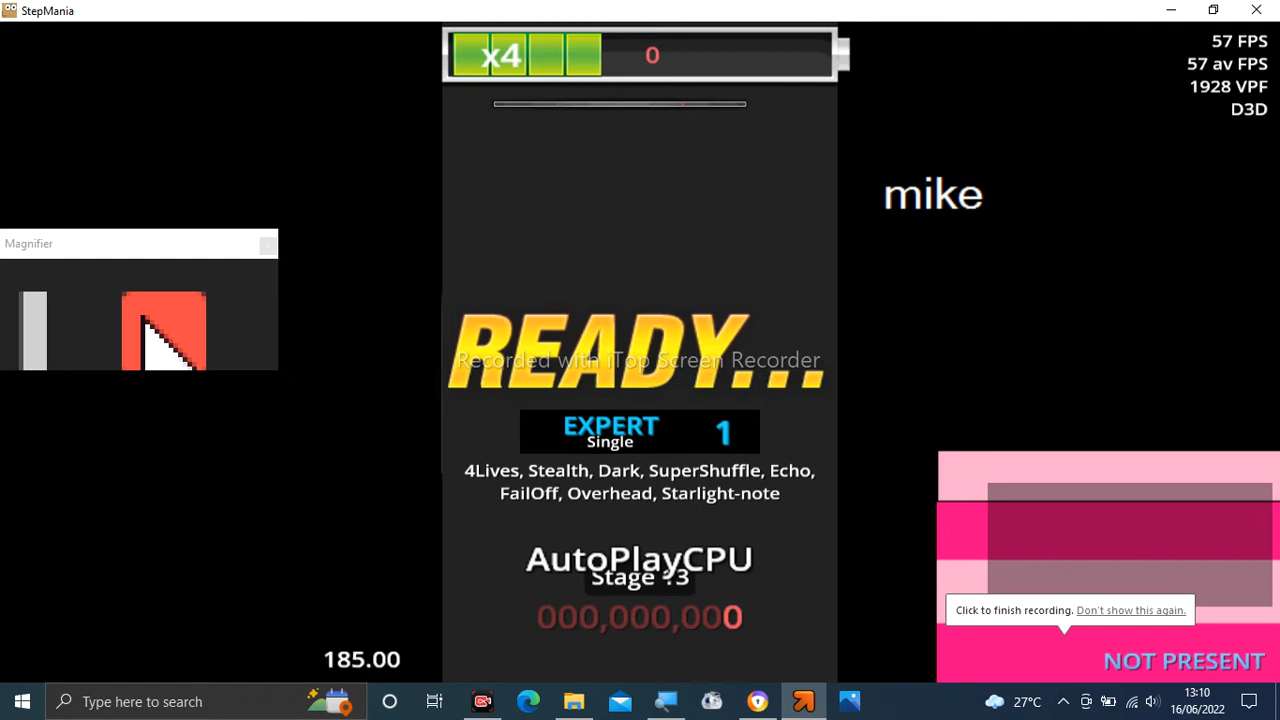 StepMania
57 FPS
57 av FPS
1928 VPF
D3D
x4
0
mike
Magnifier
READY...
Recorded with iTop Screen Recorder
EXPERT 1
Single
4Lives, Stealth, Dark, SuperShuffle, Echo,
FailOff, Overhead, Starlight-note
AutoPlayCPU
Stage 13
000,000,000
Click to finish recording. Don't show this again.
185.00
NOT PRESENT
Type here to search
27°C
13:10
16/06/2022